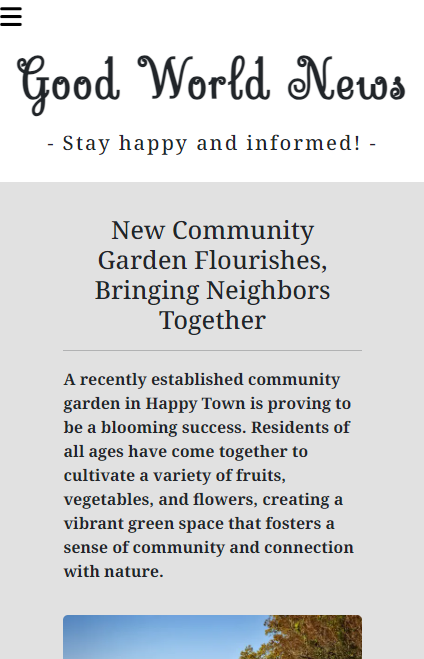 Good World News
- Stay happy and informed! -
New Community
Garden Flourishes,
Bringing Neighbors
Together
A recently established community
garden in Happy Town is proving to
be a blooming success. Residents of
all ages have come together to
cultivate a variety of fruits,
vegetables, and flowers, creating a
vibrant green space that fosters a
sense of community and connection
with nature.